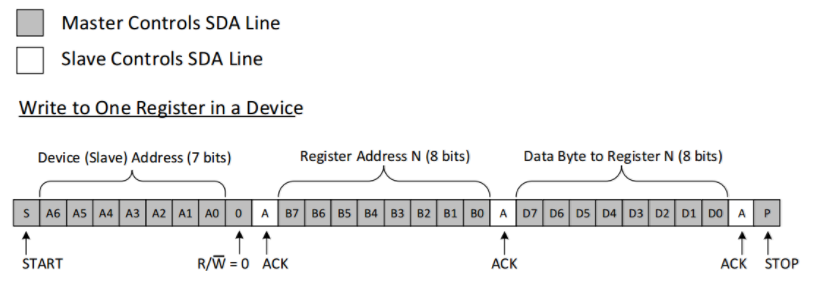 Master Controls SDA Line
Slave Controls SDA Line
Write to One Register in a Device
Device (Slave) Address (7 bits) Register Address N (8 bits) Data Byte to Register N (8 bits)
S A6 A5 A4 A3 A2 A1 A0 0 A B7 B6 B5 B4 B3 B2 B1 B0 A D7 D6 D5 D4 D3 D2 D1 D0 A P
START R/W̅ = 0 ACK ACK ACK STOP